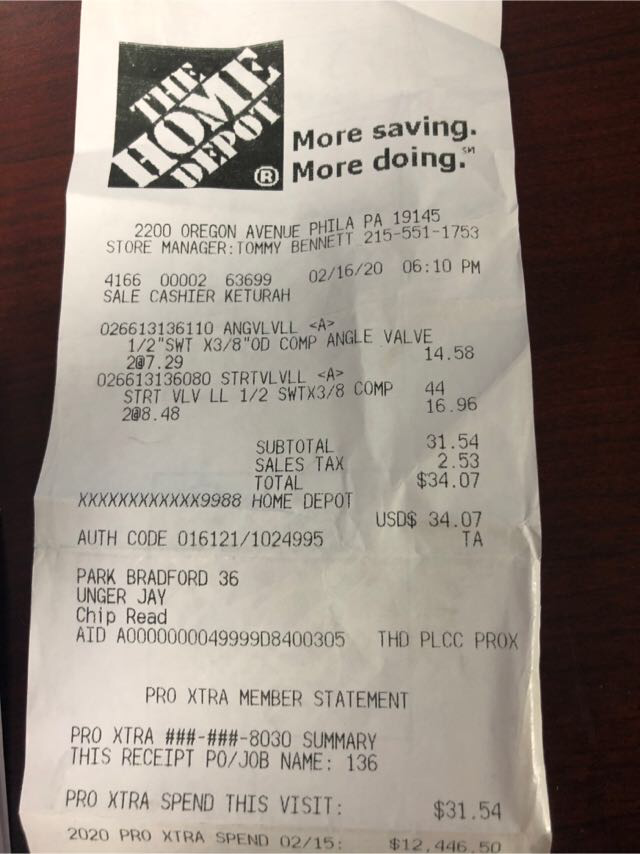 THE
HOME
DEPOT
®
More saving.
More doing.℠
2200 OREGON AVENUE PHILA PA 19145
STORE MANAGER:TOMMY BENNETT 215-551-1753
4166 00002 63699 02/16/20 06:10 PM
SALE CASHIER KETURAH
026613136110 ANGVLVLL <A>
1/2"SWT X3/8"OD COMP ANGLE VALVE
2@7.29 14.58
026613136080 STRTVLVLL <A>
STRT VLV LL 1/2 SWTX3/8 COMP 44
2@8.48 16.96
SUBTOTAL 31.54
SALES TAX 2.53
TOTAL $34.07
XXXXXXXXXXXX9988 HOME DEPOT
USD$ 34.07
AUTH CODE 016121/1024995 TA
PARK BRADFORD 36
UNGER JAY
Chip Read
AID A0000000049999D8400305 THD PLCC PROX
PRO XTRA MEMBER STATEMENT
PRO XTRA ###-###-8030 SUMMARY
THIS RECEIPT PO/JOB NAME: 136
PRO XTRA SPEND THIS VISIT: $31.54
2020 PRO XTRA SPEND 02/15: $12,446.50